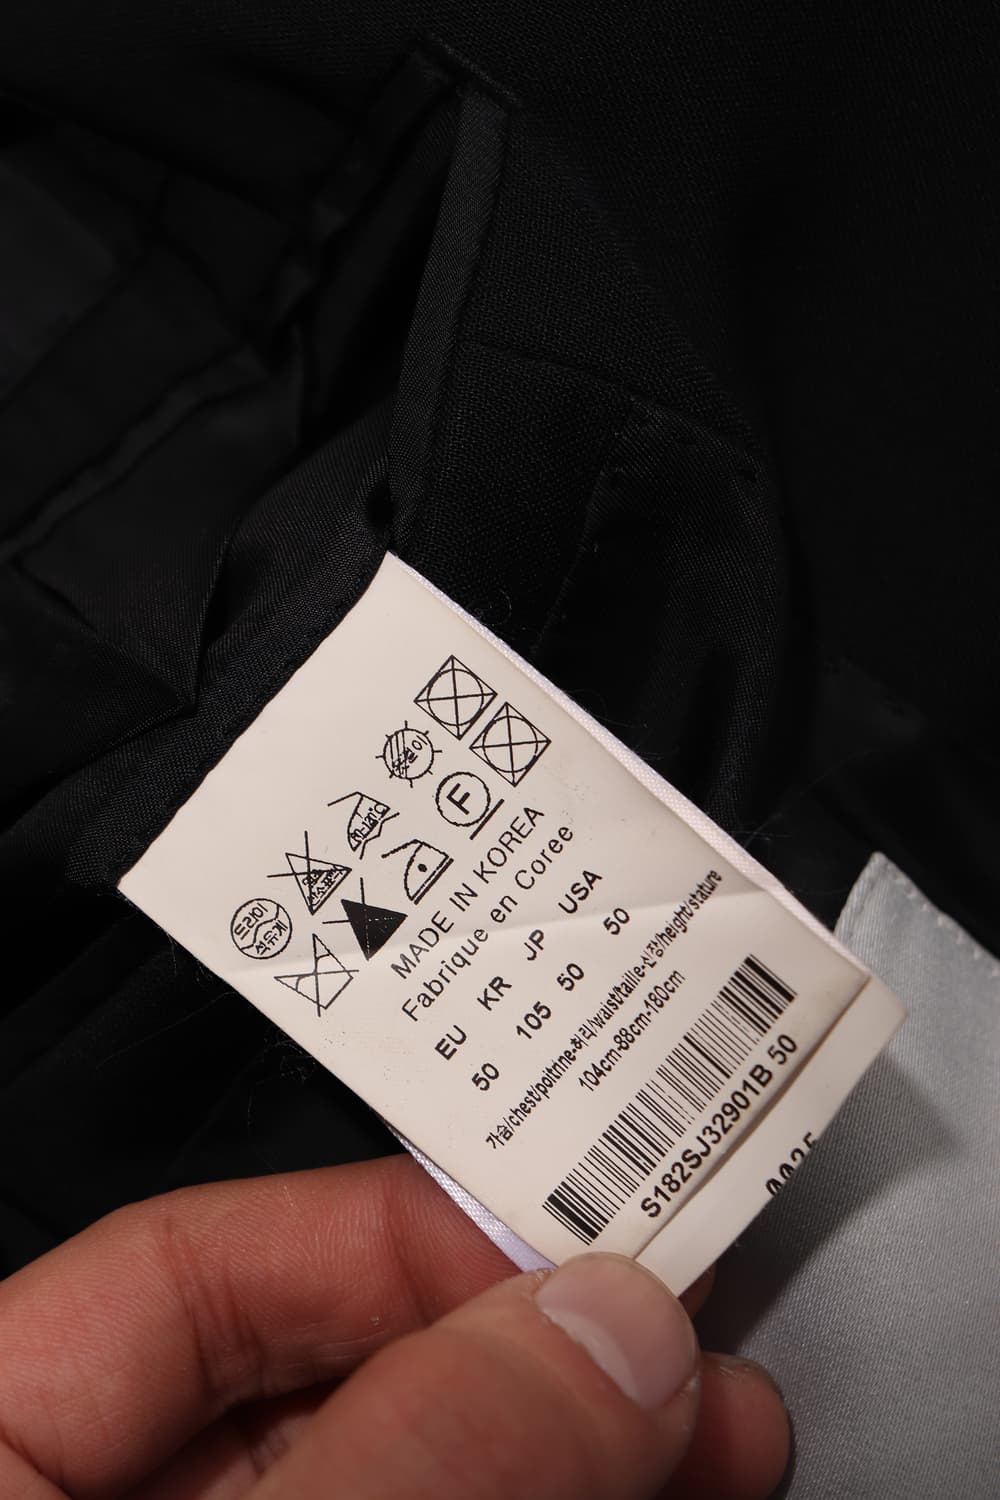 F
드라이
석유계
MADE IN KOREA
Fabrique en Coree
EU KR JP USA
50 105 50 50
가슴/chest/poitrine-허리/waist/taille-신장/height/stature
104cm-88cm-180cm
S182SJ32901B 50